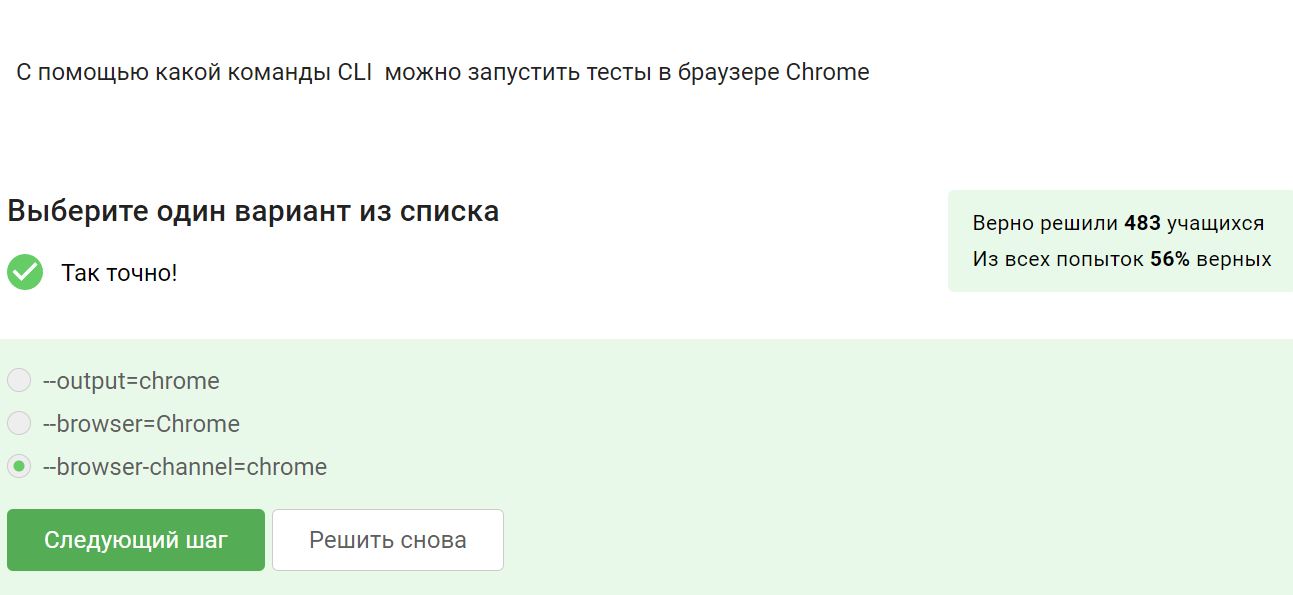 С помощью какой команды CLI можно запустить тесты в браузере Chrome
Выберите один вариант из списка
Так точно!
Верно решили 483 учащихся
Из всех попыток 56% верных
--output=chrome
--browser=Chrome
--browser-channel=chrome
Следующий шаг
Решить снова